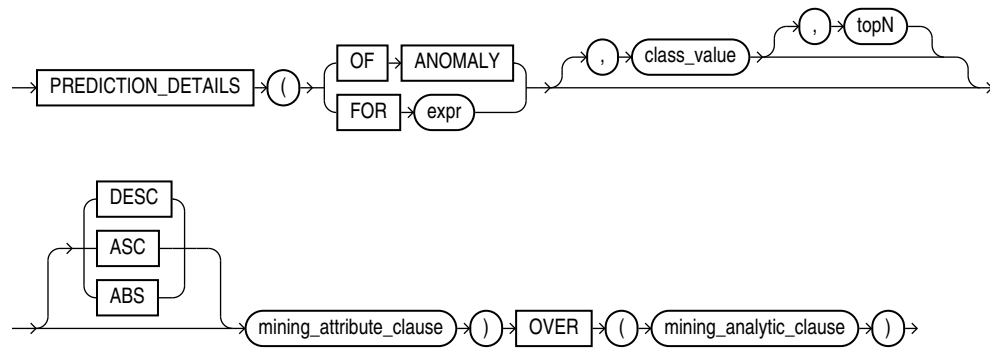 , topN
OF ANOMALY , class_value
PREDICTION_DETAILS (
FOR expr
DESC
ASC
ABS
mining_attribute_clause ) OVER ( mining_analytic_clause )